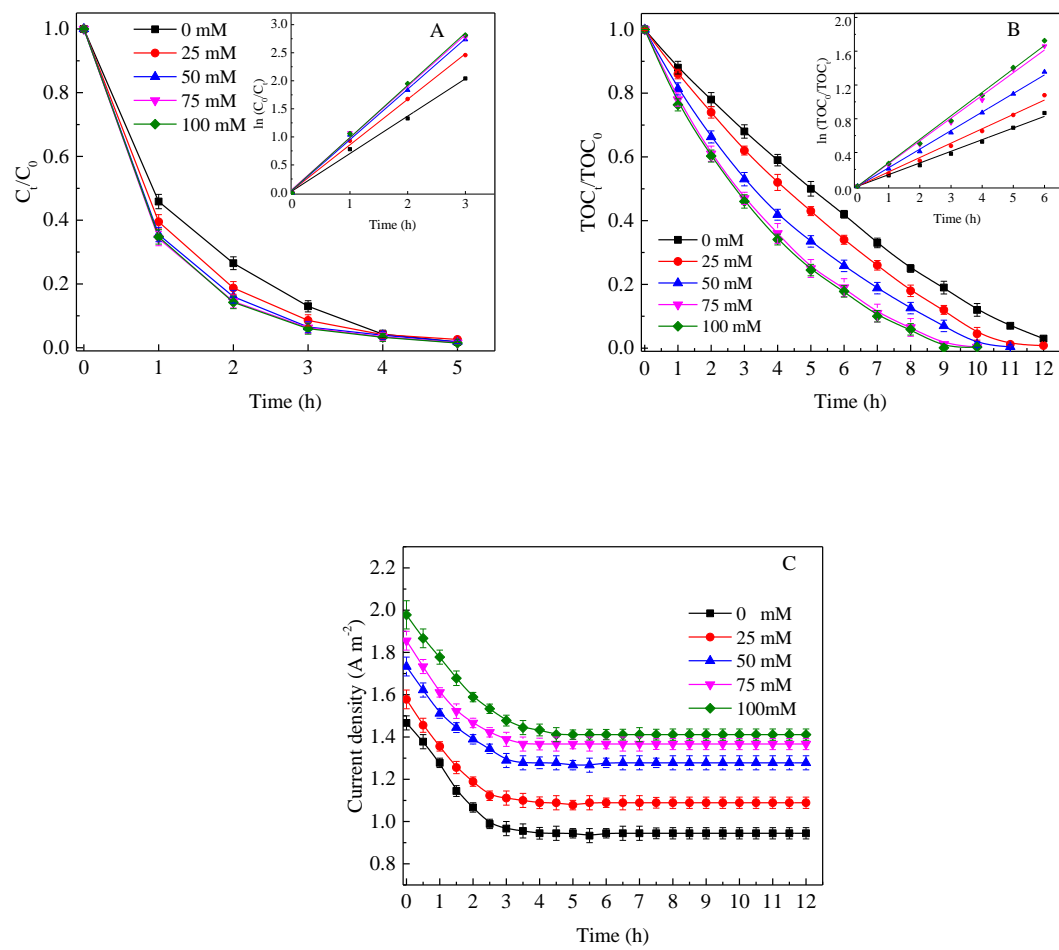 A
0 mM
25 mM
50 mM
75 mM
100 mM
C_t/C_0
1.0
0.8
0.6
0.4
0.2
0.0
0 1 2 3 4 5
Time (h)
ln (C_0/C_t)
3.0
2.5
2.0
1.5
1.0
0.5
0.0
0 1 2 3
Time (h)
B
0 mM
25 mM
50 mM
75 mM
100 mM
TOC_t/TOC_0
1.0
0.8
0.6
0.4
0.2
0.0
0 1 2 3 4 5 6 7 8 9 10 11 12
Time (h)
ln (TOC_0/TOC_t)
2.0
1.6
1.2
0.8
0.4
0.0
0 1 2 3 4 5 6
Time (h)
C
0 mM
25 mM
50 mM
75 mM
100mM
Current density (A m^-2)
2.2
2.0
1.8
1.6
1.4
1.2
1.0
0.8
0 1 2 3 4 5 6 7 8 9 10 11 12
Time (h)